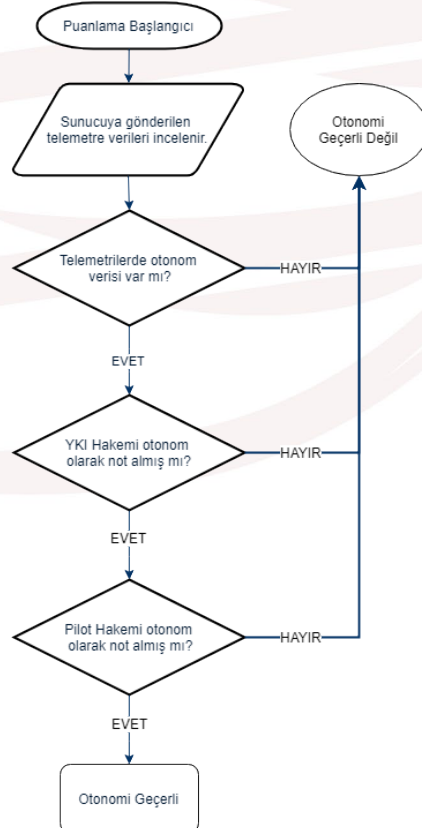 Puanlama Başlangıcı
Sunucuya gönderilen
telemetre verileri incelenir.
Otonomi
Geçerli Değil
Telemetrilerde otonom
verisi var mı?
HAYIR
EVET
YKI Hakemi otonom
olarak not almış mı?
HAYIR
EVET
Pilot Hakemi otonom
olarak not almış mı?
HAYIR
EVET
Otonomi Geçerli